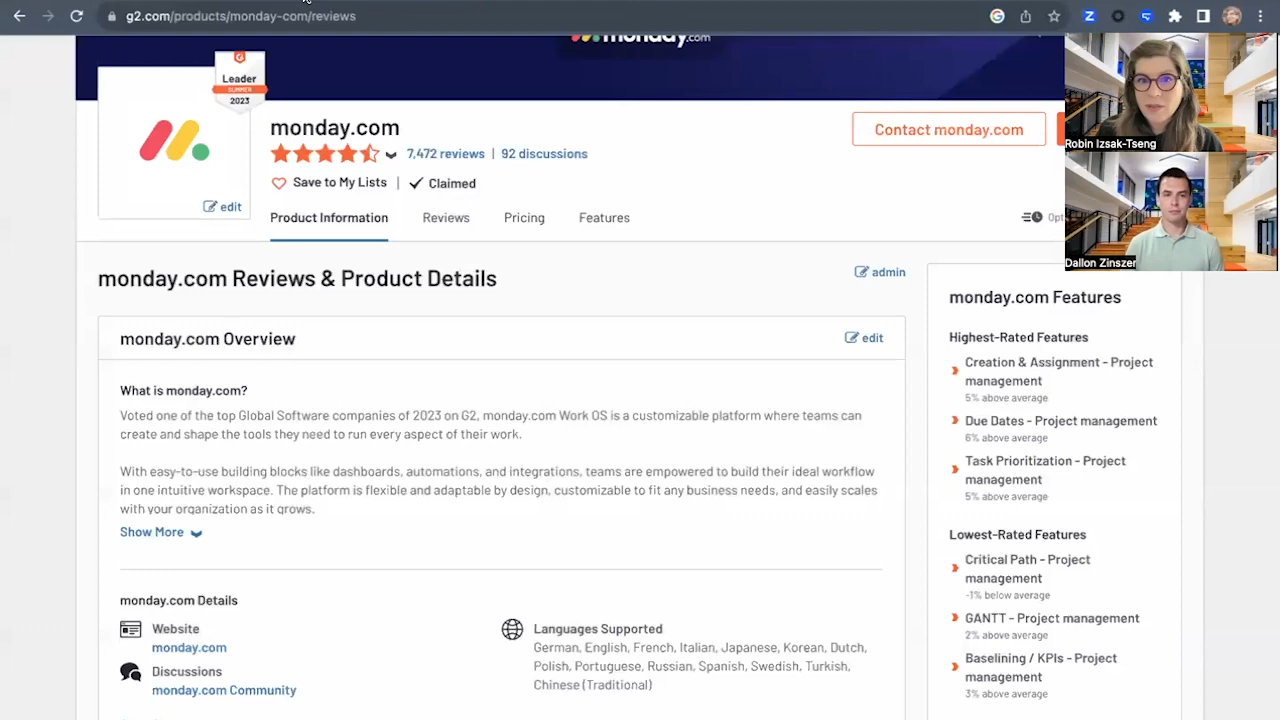 g2.com/products/monday-com/reviews
monday.com
Leader
SUMMER
2023
monday.com
7,472 reviews | 92 discussions
Save to My Lists | Claimed
edit
Contact monday.com
Product Information
Reviews
Pricing
Features
Robin Izsak-Tseng
Dallon Zinszer
monday.com Reviews & Product Details
admin
monday.com Overview
edit
What is monday.com?
Voted one of the top Global Software companies of 2023 on G2, monday.com Work OS is a customizable platform where teams can
create and shape the tools they need to run every aspect of their work.
With easy-to-use building blocks like dashboards, automations, and integrations, teams are empowered to build their ideal workflow
in one intuitive workspace. The platform is flexible and adaptable by design, customizable to fit any business needs, and easily scales
with your organization as it grows.
Show More
monday.com Details
Website
monday.com
Discussions
monday.com Community
Languages Supported
German, English, French, Italian, Japanese, Korean, Dutch,
Polish, Portuguese, Russian, Spanish, Swedish, Turkish,
Chinese (Traditional)
monday.com Features
Highest-Rated Features
Creation & Assignment - Project
management
5% above average
Due Dates - Project management
6% above average
Task Prioritization - Project
management
5% above average
Lowest-Rated Features
Critical Path - Project
management
-1% below average
GANTT - Project management
2% above average
Baselining / KPIs - Project
management
3% above average